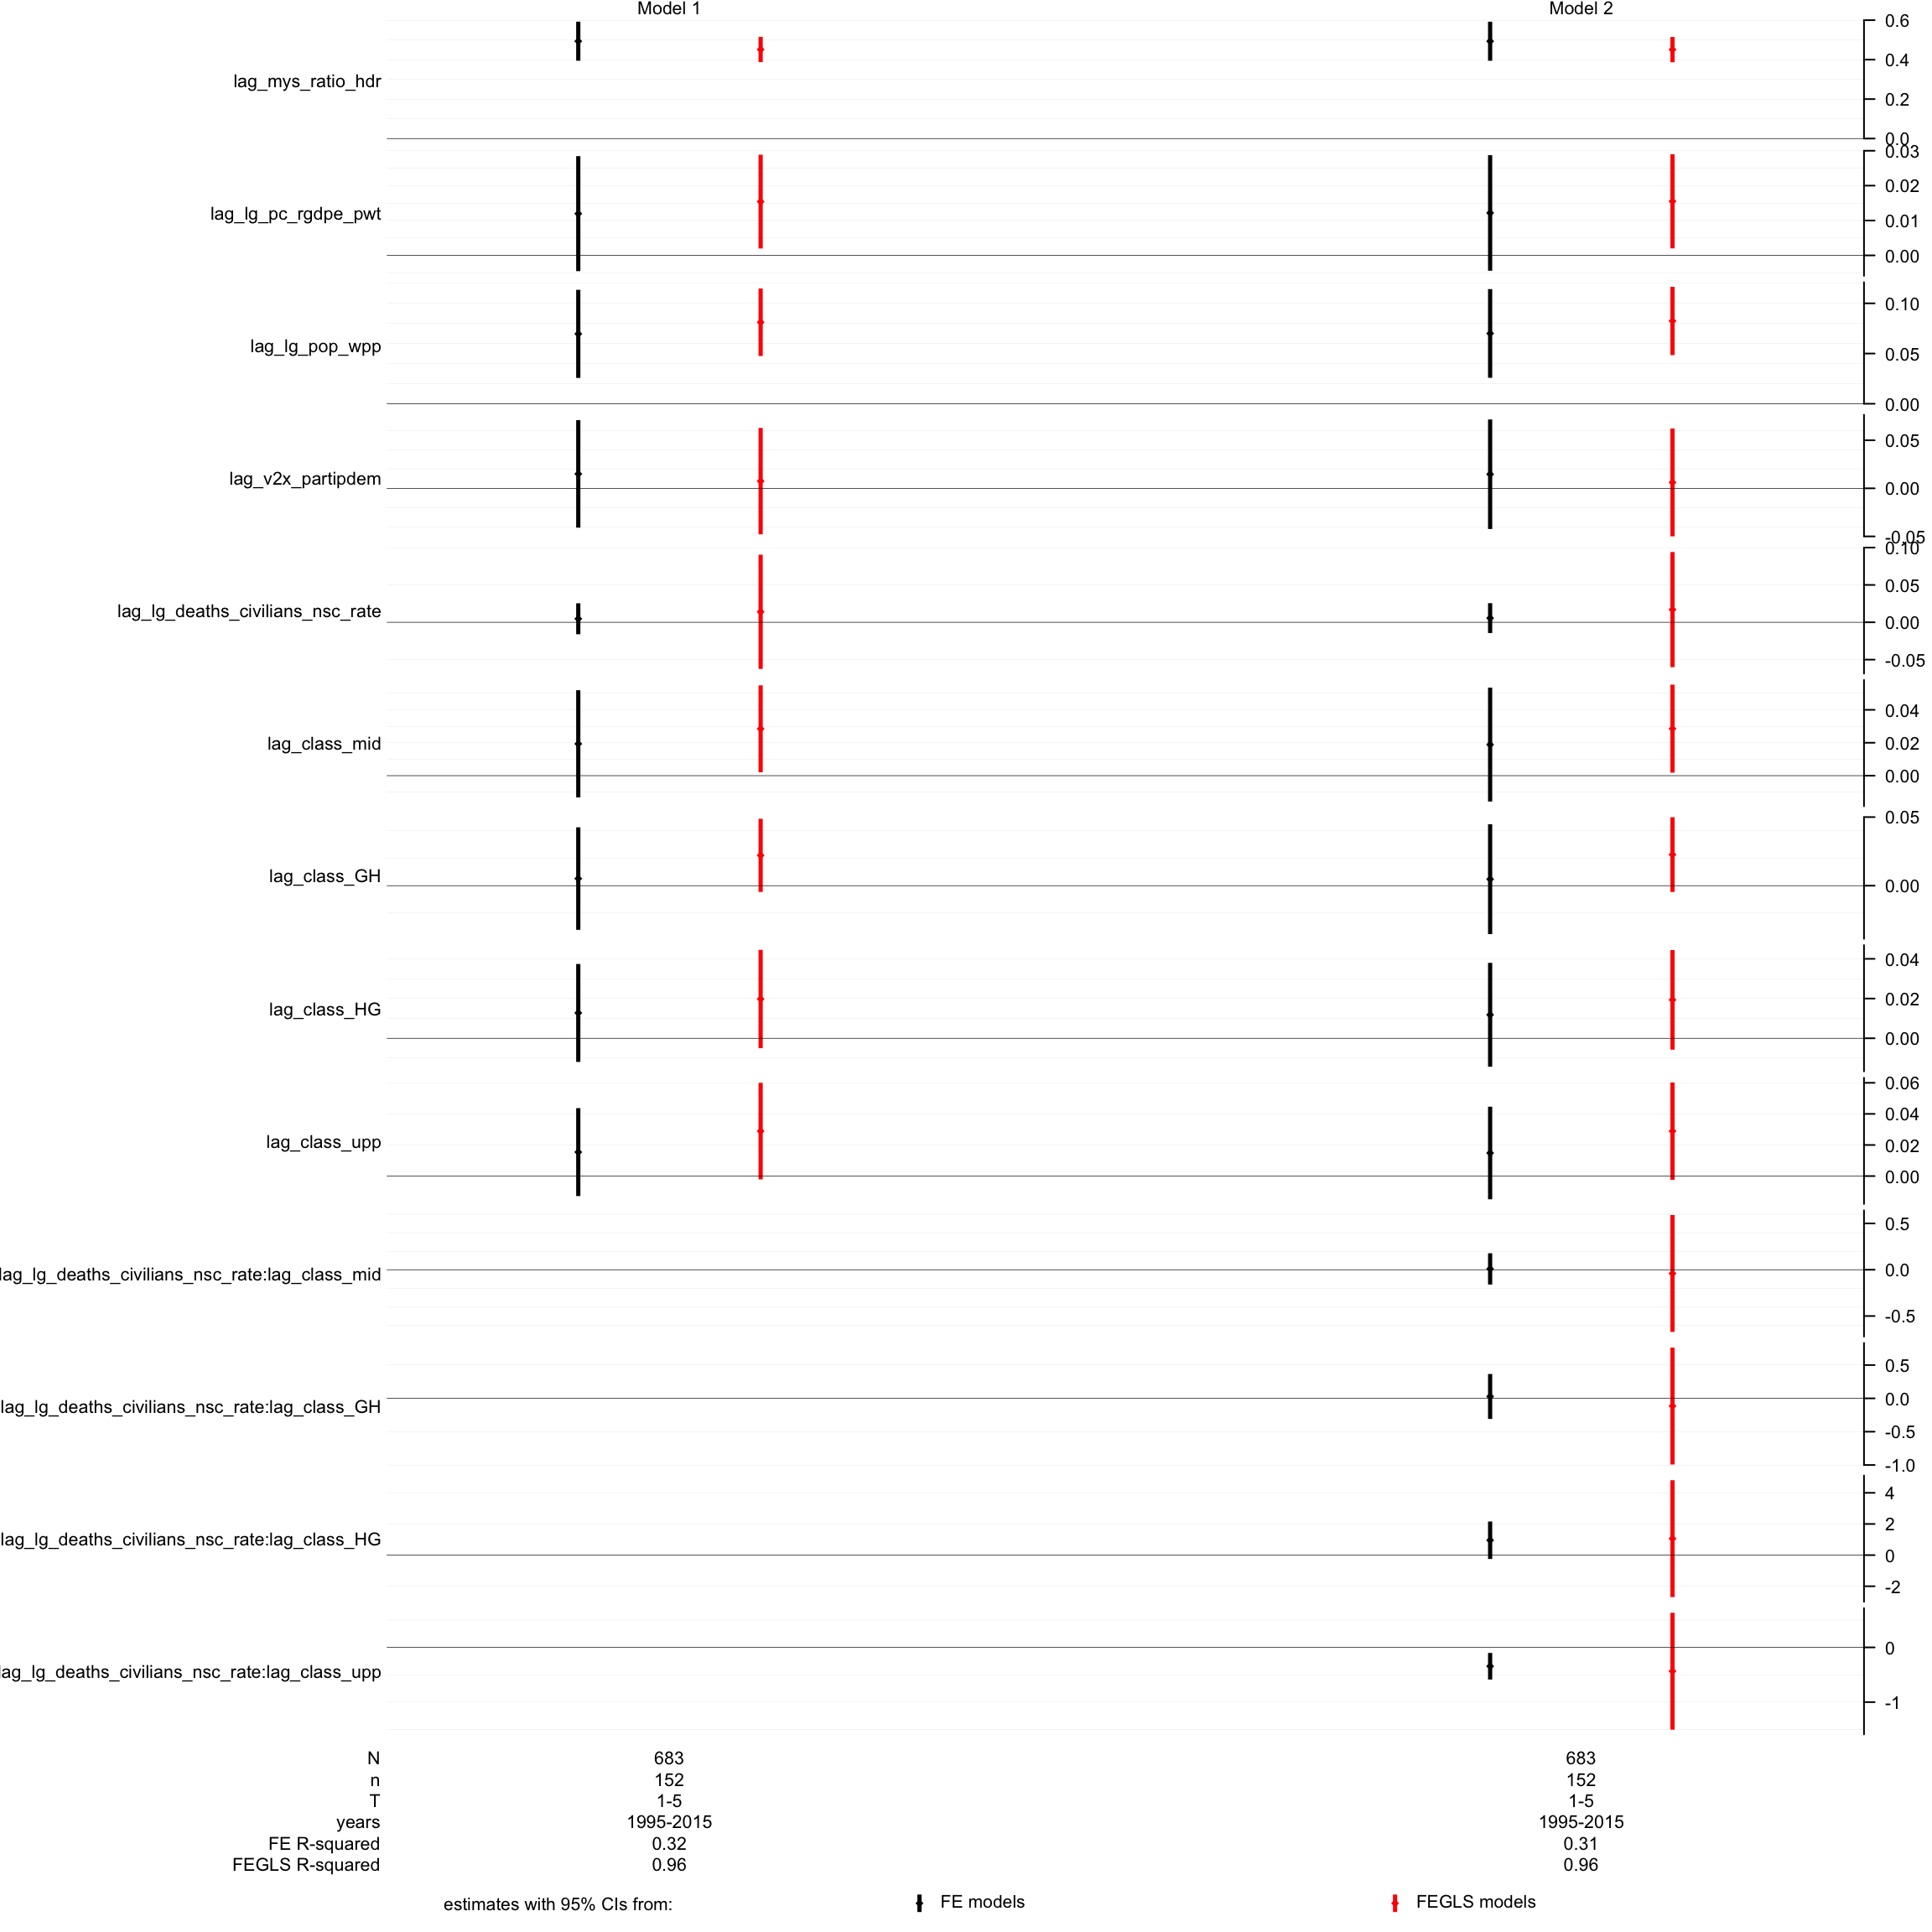 Model 1 Model 2
lag_mys_ratio_hdr
0.6
0.4
0.2
0.0
lag_lg_pc_rgdpe_pwt
0.03
0.02
0.01
0.00
lag_lg_pop_wpp
0.10
0.05
0.00
lag_v2x_partipdem
0.05
0.00
-0.05
lag_lg_deaths_civilians_nsc_rate
0.10
0.05
0.00
-0.05
lag_class_mid
0.04
0.02
0.00
lag_class_GH
0.05
0.00
lag_class_HG
0.04
0.02
0.00
lag_class_upp
0.06
0.04
0.02
0.00
lag_lg_deaths_civilians_nsc_rate:lag_class_mid
0.5
0.0
-0.5
lag_lg_deaths_civilians_nsc_rate:lag_class_GH
0.5
0.0
-0.5
-1.0
lag_lg_deaths_civilians_nsc_rate:lag_class_HG
4
2
0
-2
lag_lg_deaths_civilians_nsc_rate:lag_class_upp
0
-1
N 683 683
n 152 152
T 1-5 1-5
years 1995-2015 1995-2015
FE R-squared 0.32 0.31
FEGLS R-squared 0.96 0.96
estimates with 95% CIs from: FE models FEGLS models